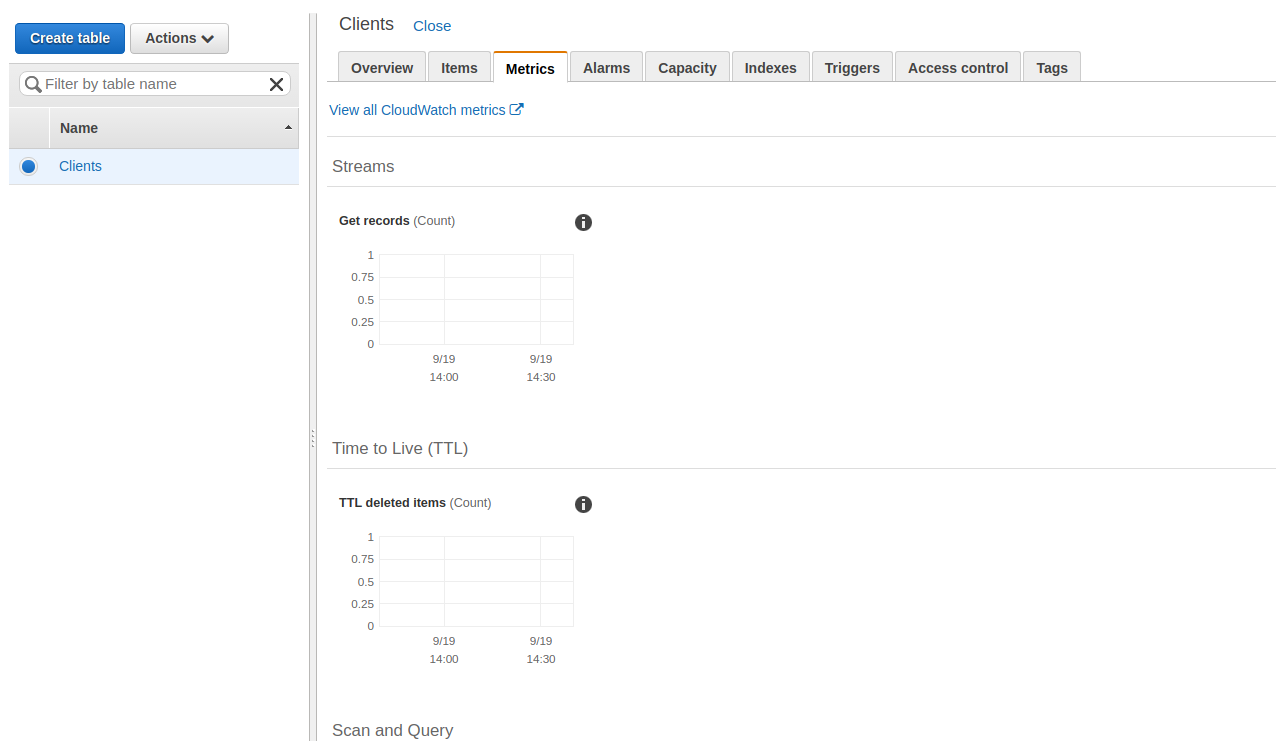 Create table Actions
Filter by table name
Name
Clients
Clients Close
Overview Items Metrics Alarms Capacity Indexes Triggers Access control Tags
View all CloudWatch metrics
Streams
Get records (Count)
1
0.75
0.5
0.25
0
9/19 9/19
14:00 14:30
Time to Live (TTL)
TTL deleted items (Count)
1
0.75
0.5
0.25
0
9/19 9/19
14:00 14:30
Scan and Query